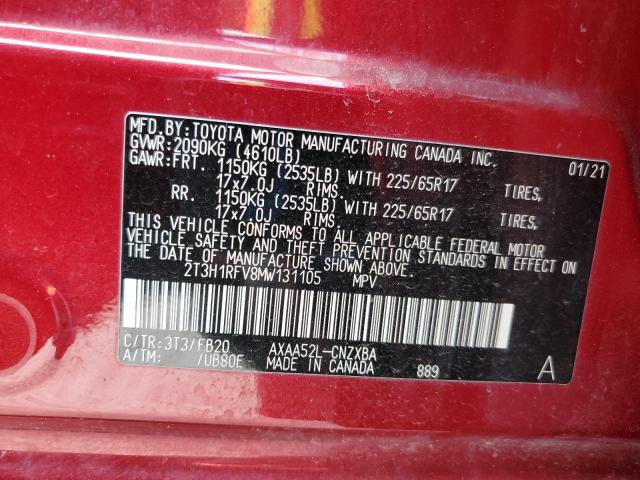 MFD.BY:TOYOTA MOTOR MANUFACTURING CANADA INC.
GVWR:2090KG (4610LB) 01/21
GAWR:FRT. 1150KG (2535LB) WITH 225/65R17 TIRES,
17x7.0J RIMS,
RR. 1150KG (2535LB) WITH 225/65R17 TIRES,
17x7.0J RIMS.
THIS VEHICLE CONFORMS TO ALL APPLICABLE FEDERAL MOTOR
VEHICLE SAFETY AND THEFT PREVENTION STANDARDS IN EFFECT ON
THE DATE OF MANUFACTURE SHOWN ABOVE.
2T3H1RFV8MW131105 MPV
C/TR:3T3/FB20 AXAA52L-CNZXBA
A/TM: /UB80F MADE IN CANADA 889 A